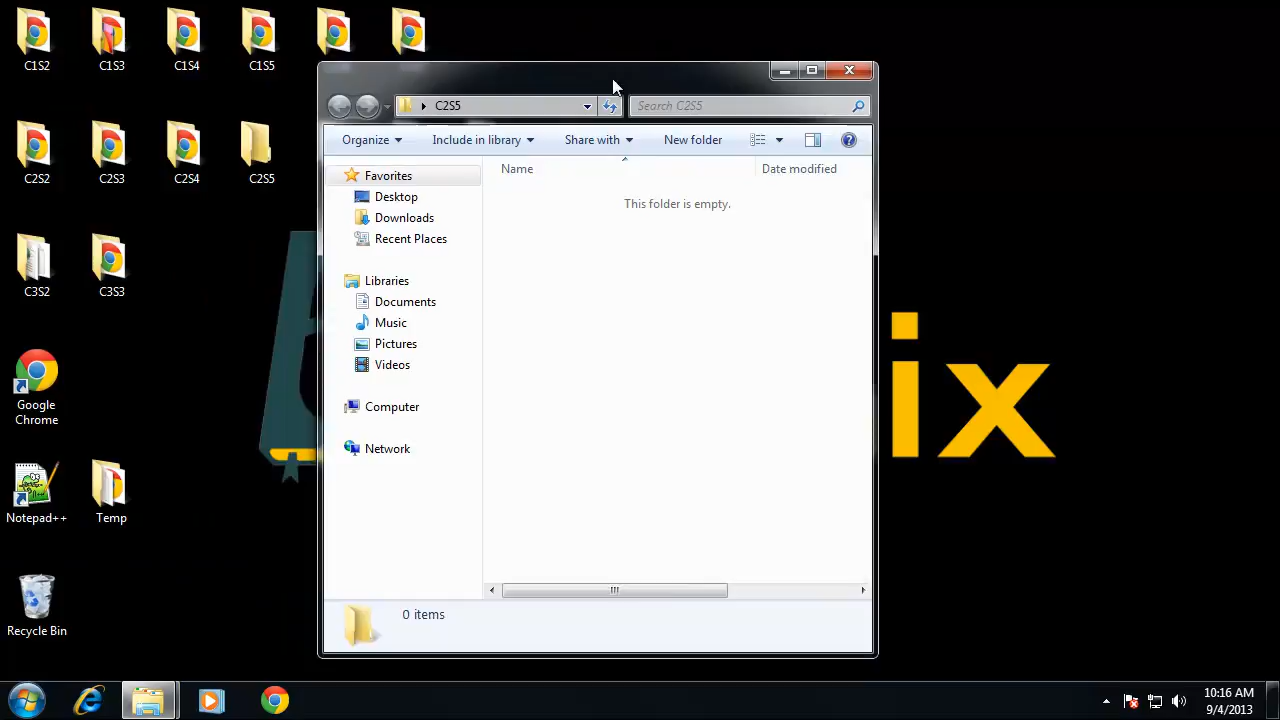 C1S2
C1S3
C1S4
C1S5
C2S2
C2S3
C2S4
C2S5
C3S2
C3S3
Google
Chrome
Notepad++
Temp
Recycle Bin
C2S5
Search C2S5
Organize
Include in library
Share with
New folder
Name
Date modified
This folder is empty.
Favorites
Desktop
Downloads
Recent Places
Libraries
Documents
Music
Pictures
Videos
Computer
Network
0 items
ix
10:16 AM
9/4/2013